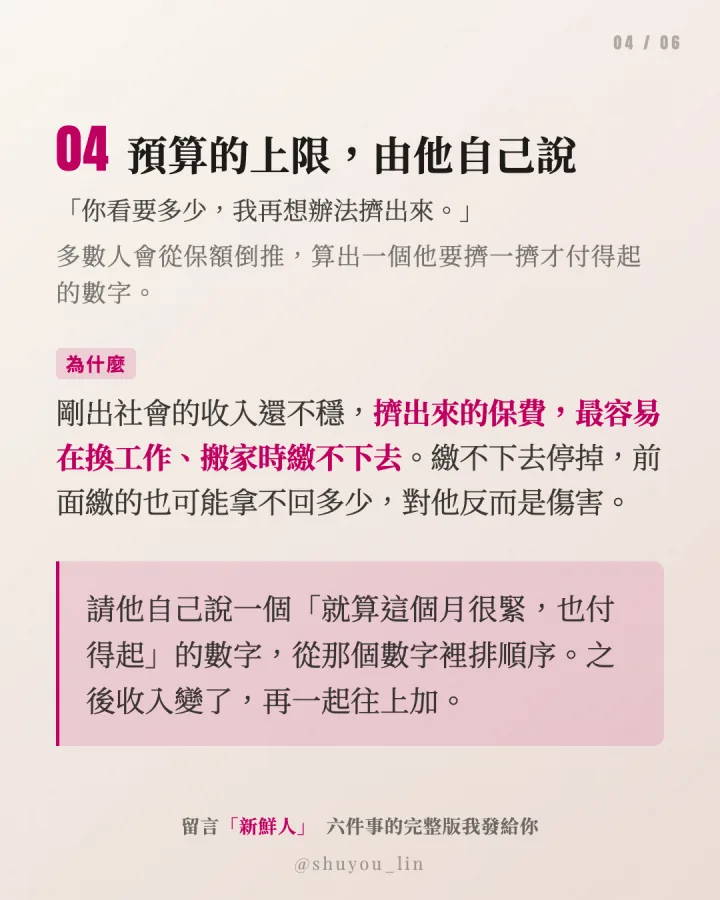 04 / 06
04 預算的上限，由他自己說
「你看要多少，我再想辦法擠出來。」
多數人會從保額倒推，算出一個他要擠一擠才付得起
的數字。
為什麼
剛出社會的收入還不穩，擠出來的保費，最容易
在換工作、搬家時繳不下去。繳不下去停掉，前
面繳的也可能拿不回多少，對他反而是傷害。
請他自己說一個「就算這個月很緊，也付
得起」的數字，從那個數字裡排順序。之
後收入變了，再一起往上加。
留言「新鮮人」 六件事的完整版我發給你
@shuyou_lin